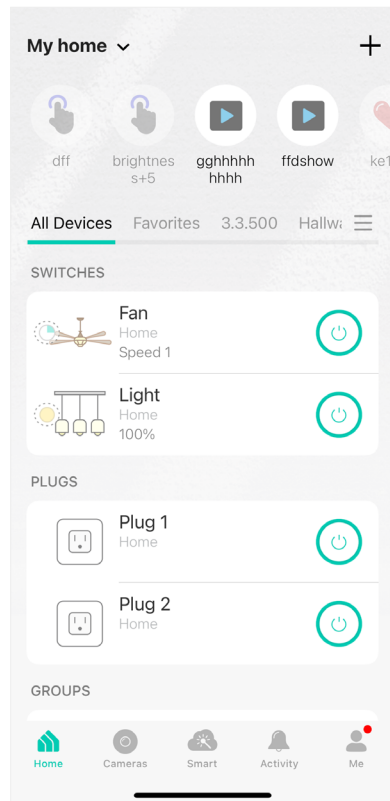 My home
dff
brightnes
s+5
gghhhhh
hhhh
ffdshow
ke1
All Devices
Favorites
3.3.500
SWITCHES
Fan
Home
Speed 1
Light
Home
100%
PLUGS
Plug 1
Home
Plug 2
Home
GROUPS
Home
Cameras
Smart
Activity
Me